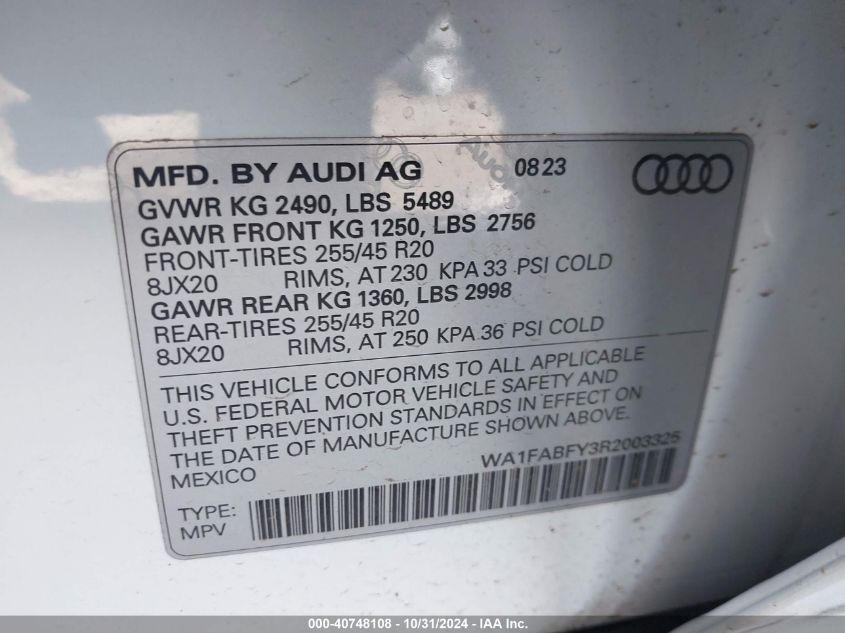 MFD. BY AUDI AG 08 23
GVWR KG 2490, LBS 5489
GAWR FRONT KG 1250, LBS 2756
FRONT-TIRES 255/45 R20
8JX20 RIMS, AT 230 KPA 33 PSI COLD
GAWR REAR KG 1360, LBS 2998
REAR-TIRES 255/45 R20
8JX20 RIMS, AT 250 KPA 36 PSI COLD
THIS VEHICLE CONFORMS TO ALL APPLICABLE
U.S. FEDERAL MOTOR VEHICLE SAFETY AND
THEFT PREVENTION STANDARDS IN EFFECT ON
THE DATE OF MANUFACTURE SHOWN ABOVE.
MEXICO WA1FABFY3R2003325
TYPE:
MPV
000-40748108 - 10/31/2024 - IAA Inc.